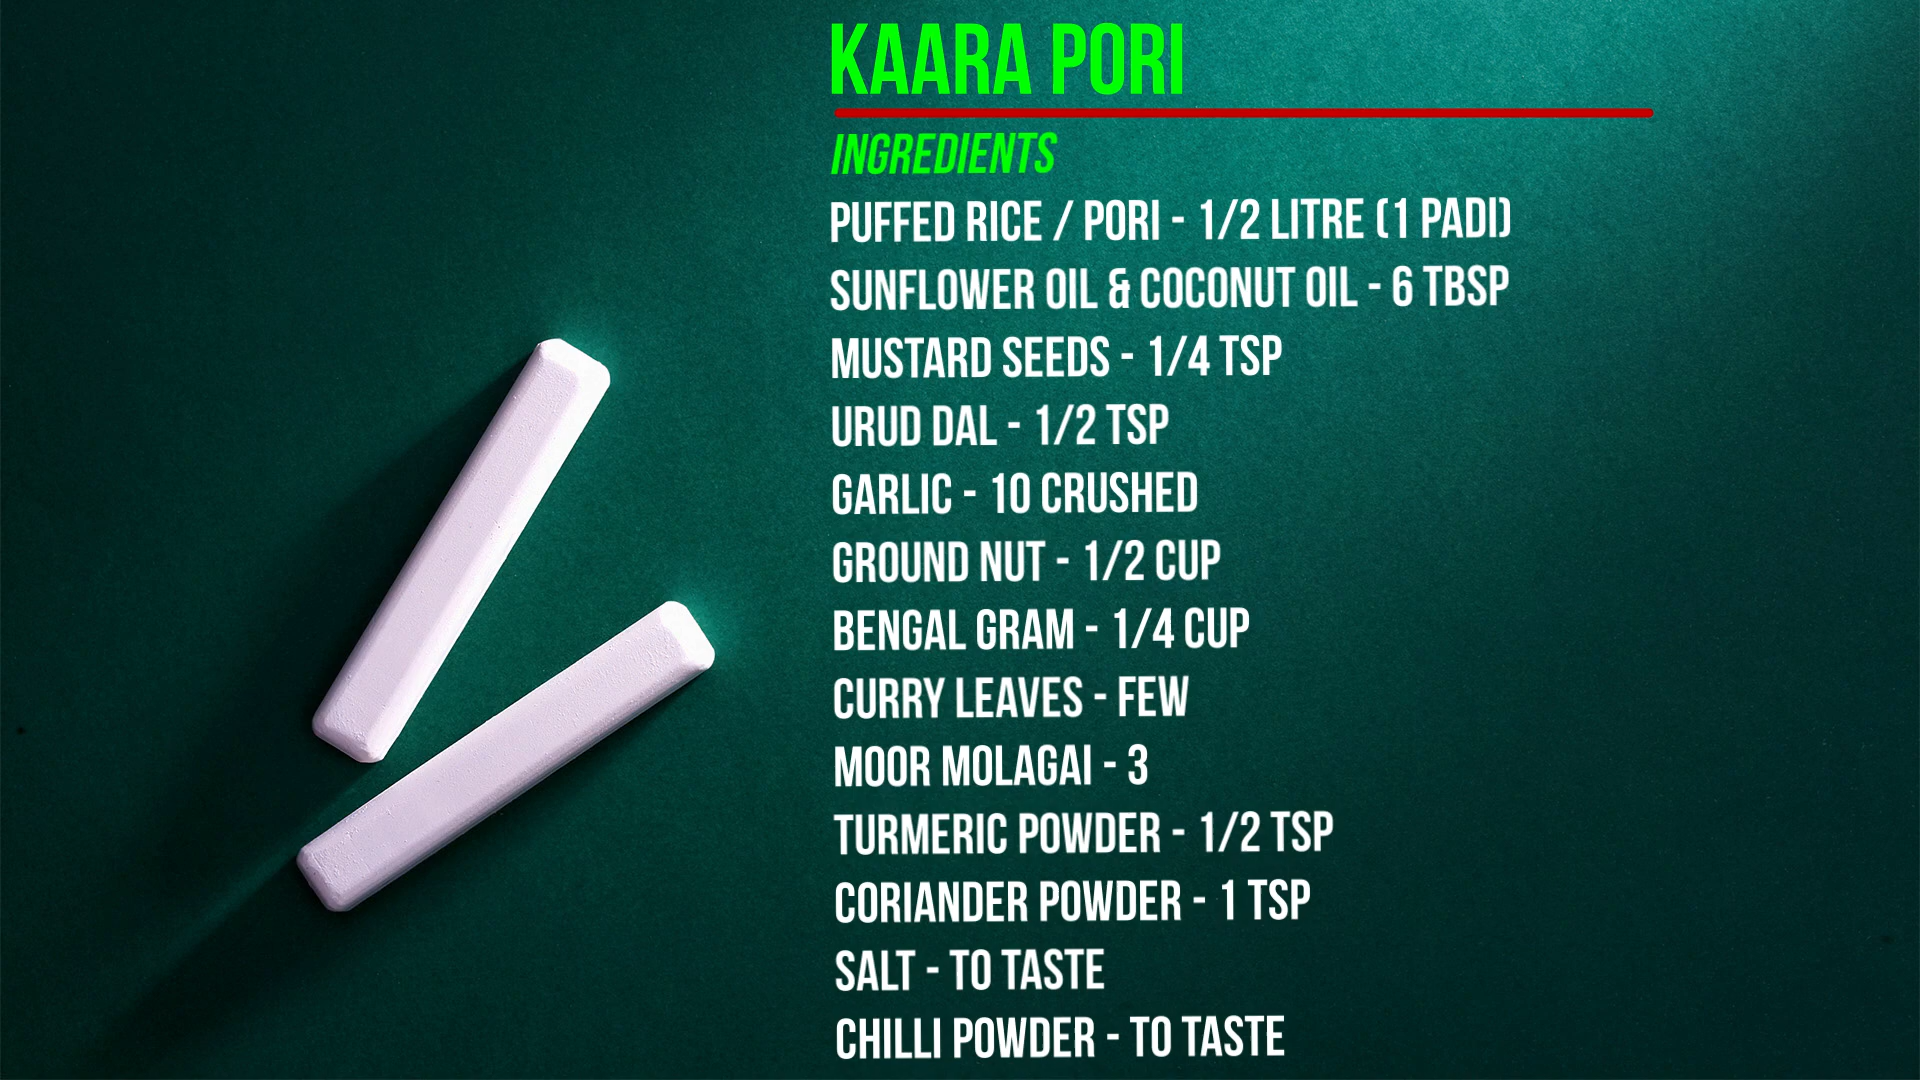 KAARA PORI
INGREDIENTS
PUFFED RICE / PORI - 1/2 LITRE (1 PADI)
SUNFLOWER OIL & COCONUT OIL - 6 TBSP
MUSTARD SEEDS - 1/4 TSP
URUD DAL - 1/2 TSP
GARLIC - 10 CRUSHED
GROUND NUT - 1/2 CUP
BENGAL GRAM - 1/4 CUP
CURRY LEAVES - FEW
MOOR MOLAGAI - 3
TURMERIC POWDER - 1/2 TSP
CORIANDER POWDER - 1 TSP
SALT - TO TASTE
CHILLI POWDER - TO TASTE